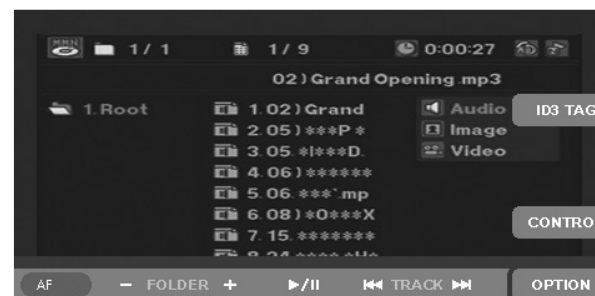 1 / 1 1 / 9 0:00:27
02 ) Grand Opening.mp3
1. Root
1. 02 ) Grand
2. 05 ) ***P *
3. 05. *I***D.
4. 06 ) ******
5. 06. ***`.mp
6. 08 ) *O***X
7. 15. *******
Audio
Image
Video
ID3 TAG
CONTRO
AF − FOLDER + ▶/II ⏮ TRACK ⏭ OPTION